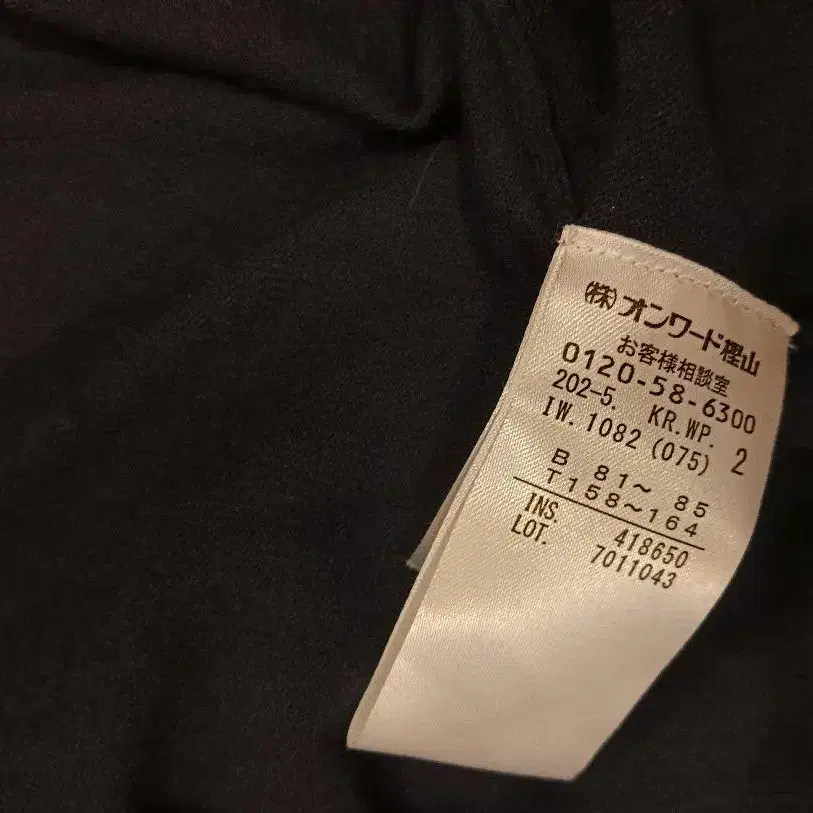 (株)オンワード樫山
お客様相談室
0120-58-6300
202-5. KR.WP.
IW.1082(075) 2
B 81～ 85
T158～164
INS. 418650
LOT. 7011043